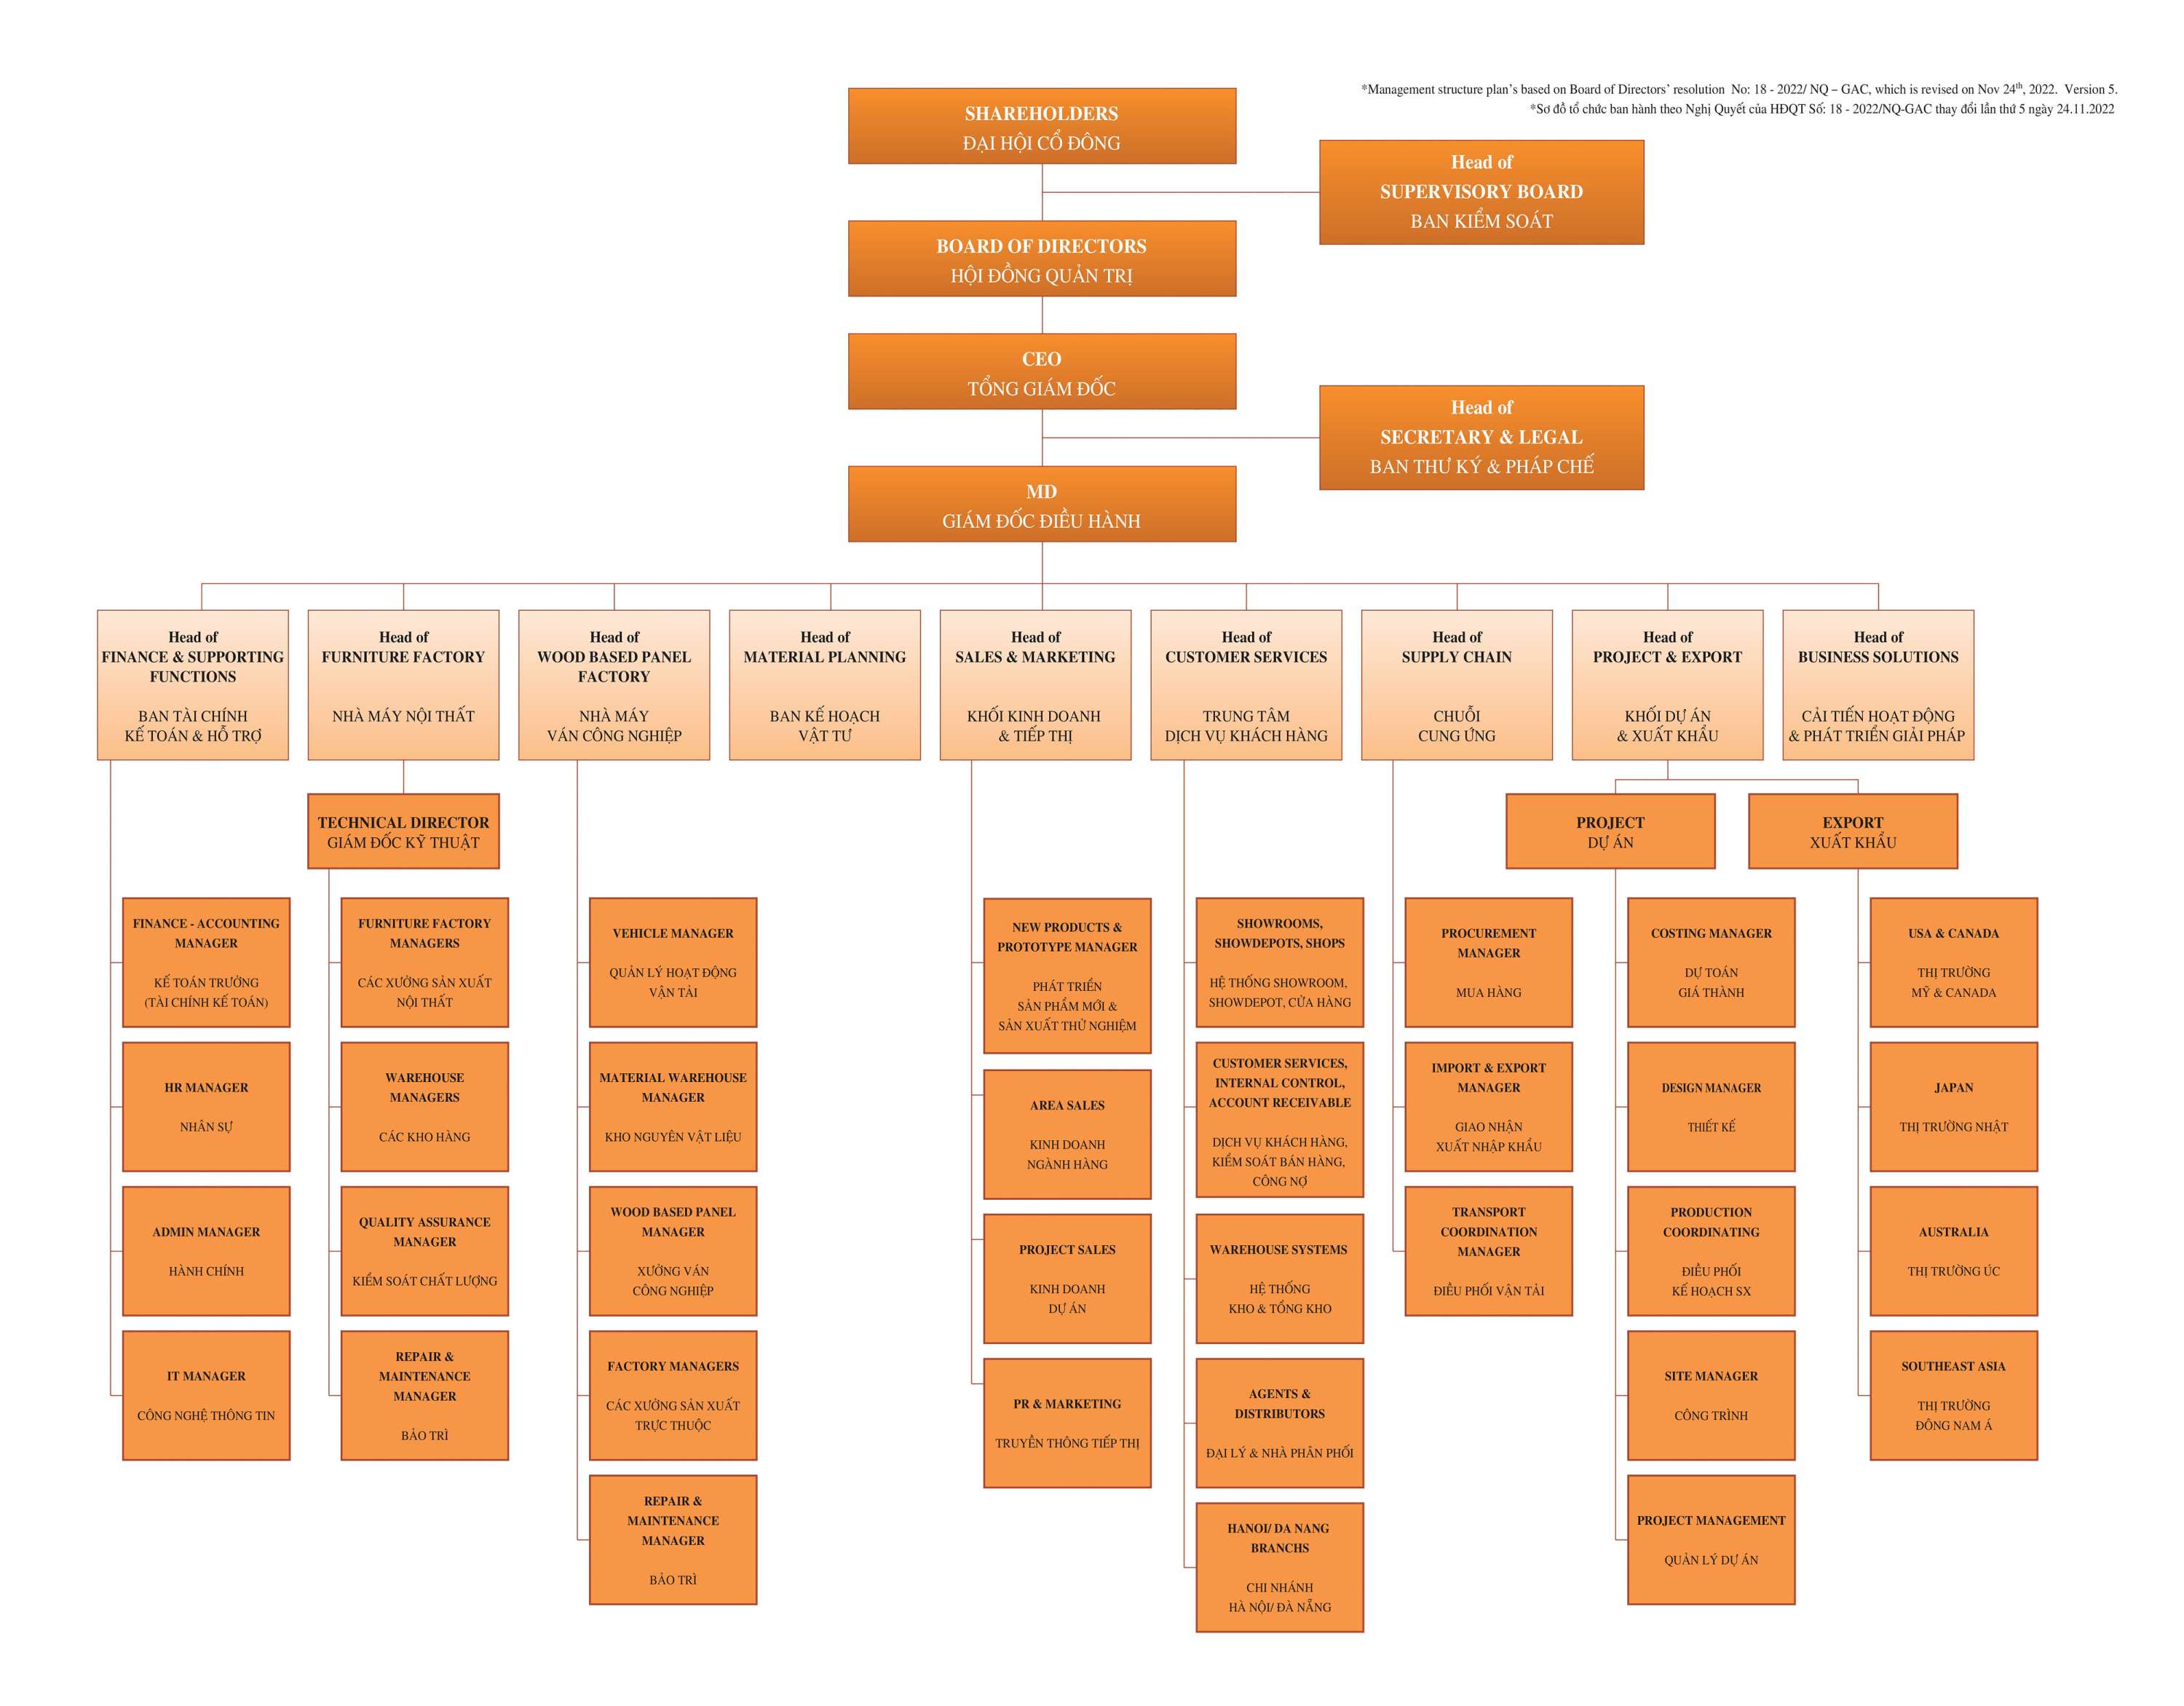 *Management structure plan's based on Board of Directors' resolution No: 18 - 2022/ NQ – GAC, which is revised on Nov 24th, 2022. Version 5.
*Sơ đồ tổ chức ban hành theo Nghị Quyết của HĐQT Số: 18 - 2022/NQ-GAC thay đổi lần thứ 5 ngày 24.11.2022
SHAREHOLDERS
ĐẠI HỘI CỔ ĐÔNG
Head of
SUPERVISORY BOARD
BAN KIỂM SOÁT
BOARD OF DIRECTORS
HỘI ĐỒNG QUẢN TRỊ
CEO
TỔNG GIÁM ĐỐC
Head of
SECRETARY & LEGAL
BAN THƯ KÝ & PHÁP CHẾ
MD
GIÁM ĐỐC ĐIỀU HÀNH
Head of
FINANCE & SUPPORTING
FUNCTIONS
BAN TÀI CHÍNH
KẾ TOÁN & HỖ TRỢ
Head of
FURNITURE FACTORY
NHÀ MÁY NỘI THẤT
Head of
WOOD BASED PANEL
FACTORY
NHÀ MÁY
VÁN CÔNG NGHIỆP
Head of
MATERIAL PLANNING
BAN KẾ HOẠCH
VẬT TƯ
Head of
SALES & MARKETING
KHỐI KINH DOANH
& TIẾP THỊ
Head of
CUSTOMER SERVICES
TRUNG TÂM
DỊCH VỤ KHÁCH HÀNG
Head of
SUPPLY CHAIN
CHUỖI
CUNG ỨNG
Head of
PROJECT & EXPORT
KHỐI DỰ ÁN
& XUẤT KHẨU
Head of
BUSINESS SOLUTIONS
CẢI TIẾN HOẠT ĐỘNG
& PHÁT TRIỂN GIẢI PHÁP
TECHNICAL DIRECTOR
GIÁM ĐỐC KỸ THUẬT
PROJECT
DỰ ÁN
EXPORT
XUẤT KHẨU
FINANCE - ACCOUNTING
MANAGER
KẾ TOÁN TRƯỞNG
(TÀI CHÍNH KẾ TOÁN)
HR MANAGER
NHÂN SỰ
ADMIN MANAGER
HÀNH CHÍNH
IT MANAGER
CÔNG NGHỆ THÔNG TIN
FURNITURE FACTORY
MANAGERS
CÁC XƯỞNG SẢN XUẤT
NỘI THẤT
WAREHOUSE
MANAGERS
CÁC KHO HÀNG
QUALITY ASSURANCE
MANAGER
KIỂM SOÁT CHẤT LƯỢNG
REPAIR &
MAINTENANCE
MANAGER
BẢO TRÌ
VEHICLE MANAGER
QUẢN LÝ HOẠT ĐỘNG
VẬN TẢI
MATERIAL WAREHOUSE
MANAGER
KHO NGUYÊN VẬT LIỆU
WOOD BASED PANEL
MANAGER
XƯỞNG VÁN
CÔNG NGHIỆP
FACTORY MANAGERS
CÁC XƯỞNG SẢN XUẤT
TRỰC THUỘC
REPAIR &
MAINTENANCE
MANAGER
BẢO TRÌ
NEW PRODUCTS &
PROTOTYPE MANAGER
PHÁT TRIỂN
SẢN PHẨM MỚI &
SẢN XUẤT THỬ NGHIỆM
AREA SALES
KINH DOANH
NGÀNH HÀNG
PROJECT SALES
KINH DOANH
DỰ ÁN
PR & MARKETING
TRUYỀN THÔNG TIẾP THỊ
SHOWROOMS,
SHOWDEPOTS, SHOPS
HỆ THỐNG SHOWROOM,
SHOWDEPOT, CỬA HÀNG
CUSTOMER SERVICES,
INTERNAL CONTROL,
ACCOUNT RECEIVABLE
DỊCH VỤ KHÁCH HÀNG,
KIỂM SOÁT BÁN HÀNG,
CÔNG NỢ
WAREHOUSE SYSTEMS
HỆ THỐNG
KHO & TỔNG KHO
AGENTS &
DISTRIBUTORS
ĐẠI LÝ & NHÀ PHÂN PHỐI
HANOI/ DA NANG
BRANCHS
CHI NHÁNH
HÀ NỘI/ ĐÀ NẴNG
PROCUREMENT
MANAGER
MUA HÀNG
IMPORT & EXPORT
MANAGER
GIAO NHẬN
XUẤT NHẬP KHẨU
TRANSPORT
COORDINATION
MANAGER
ĐIỀU PHỐI VẬN TẢI
COSTING MANAGER
DỰ TOÁN
GIÁ THÀNH
DESIGN MANAGER
THIẾT KẾ
PRODUCTION
COORDINATING
ĐIỀU PHỐI
KẾ HOẠCH SX
SITE MANAGER
CÔNG TRÌNH
PROJECT MANAGEMENT
QUẢN LÝ DỰ ÁN
USA & CANADA
THỊ TRƯỜNG
MỸ & CANADA
JAPAN
THỊ TRƯỜNG NHẬT
AUSTRALIA
THỊ TRƯỜNG ÚC
SOUTHEAST ASIA
THỊ TRƯỜNG
ĐÔNG NAM Á